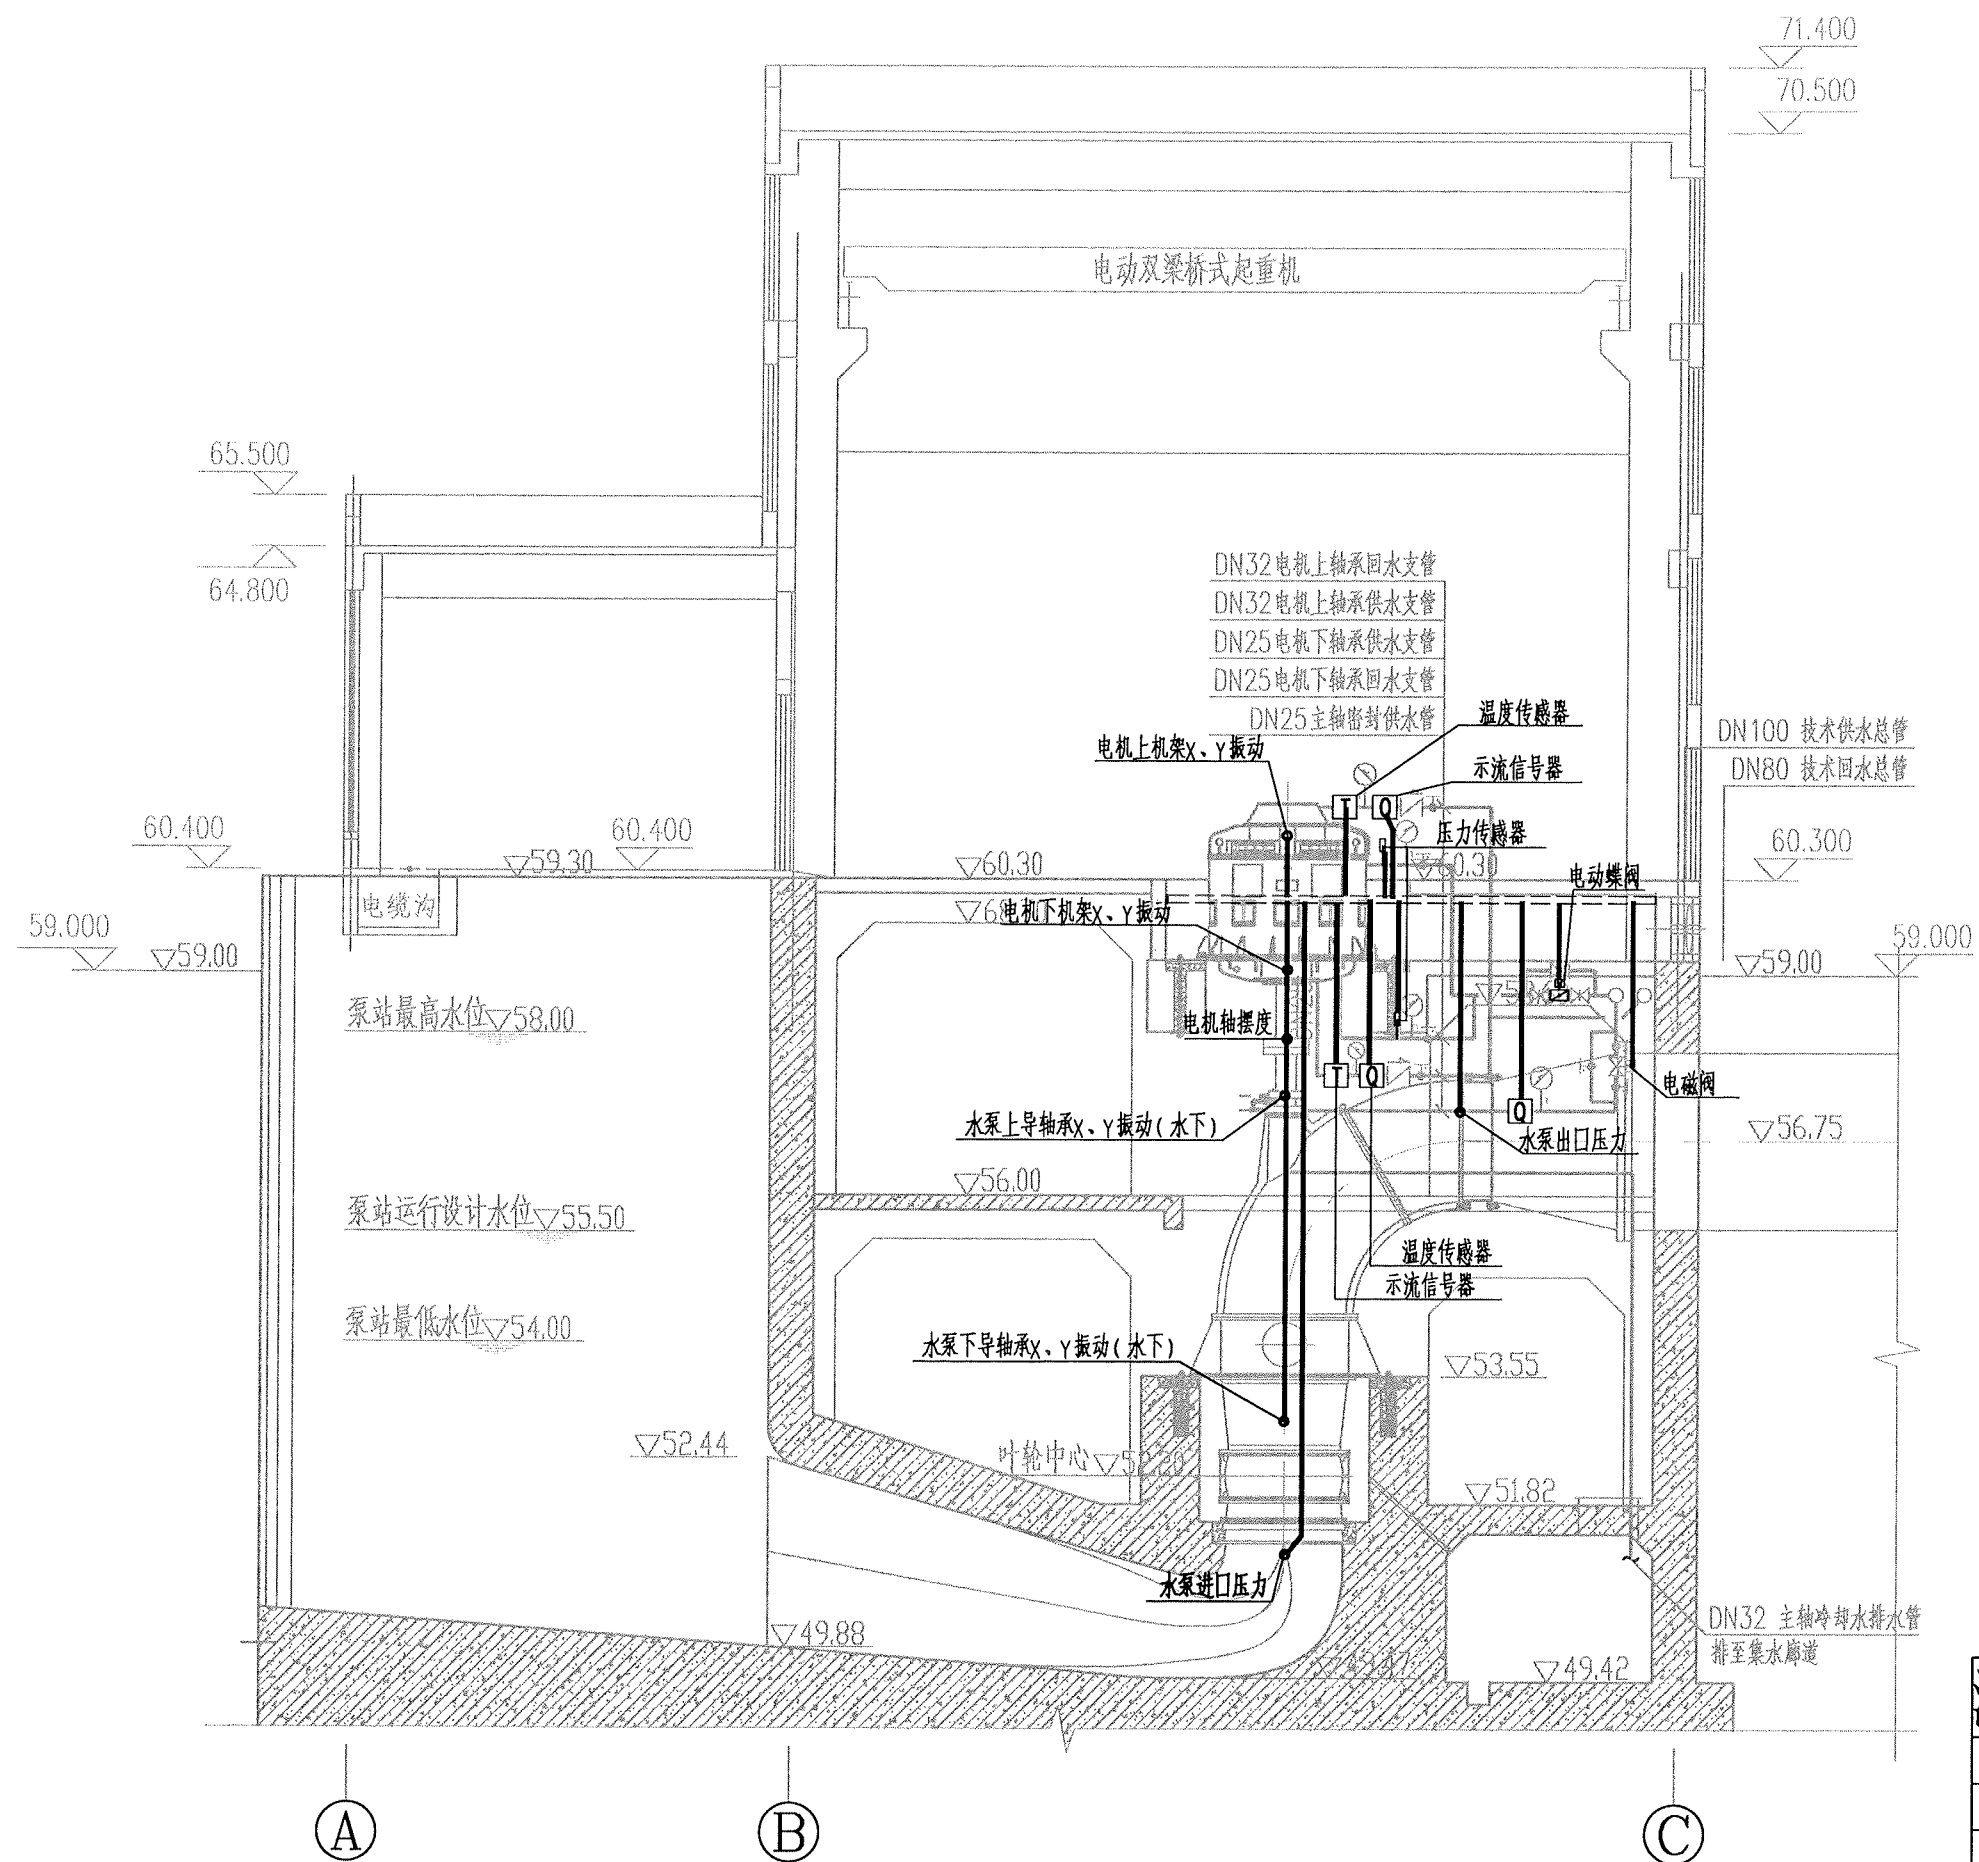 71.400
70.500
电动双梁桥式起重机
65.500
64.800
DN32电机上轴承回水支管
DN32电机上轴承供水支管
DN25电机下轴承供水支管
DN25电机下轴承回水支管
DN25主轴密封供水管
温度传感器
DN100 技术供水总管
电机上机架X、Y振动
示流信号器
DN80 技术回水总管
T
Q
60.400
60.400
压力传感器
60.300
59.30
60.30
60.30
电动蝶阀
电缆沟
电机下机架X、Y振动
59.000
59.00
59.000
59.00
泵站最高水位 58.00
电机轴摆度
T
Q
电磁阀
Q
水泵上导轴承X、Y振动(水下)
水泵出口压力
56.75
56.00
泵站运行设计水位 55.50
温度传感器
示流信号器
泵站最低水位 54.00
水泵下导轴承X、Y振动(水下)
53.55
52.44
叶轮中心
51.82
水泵进口压力
DN32 主轴冷却水排水管
排至集水廊道
49.88
49.42
A
B
C